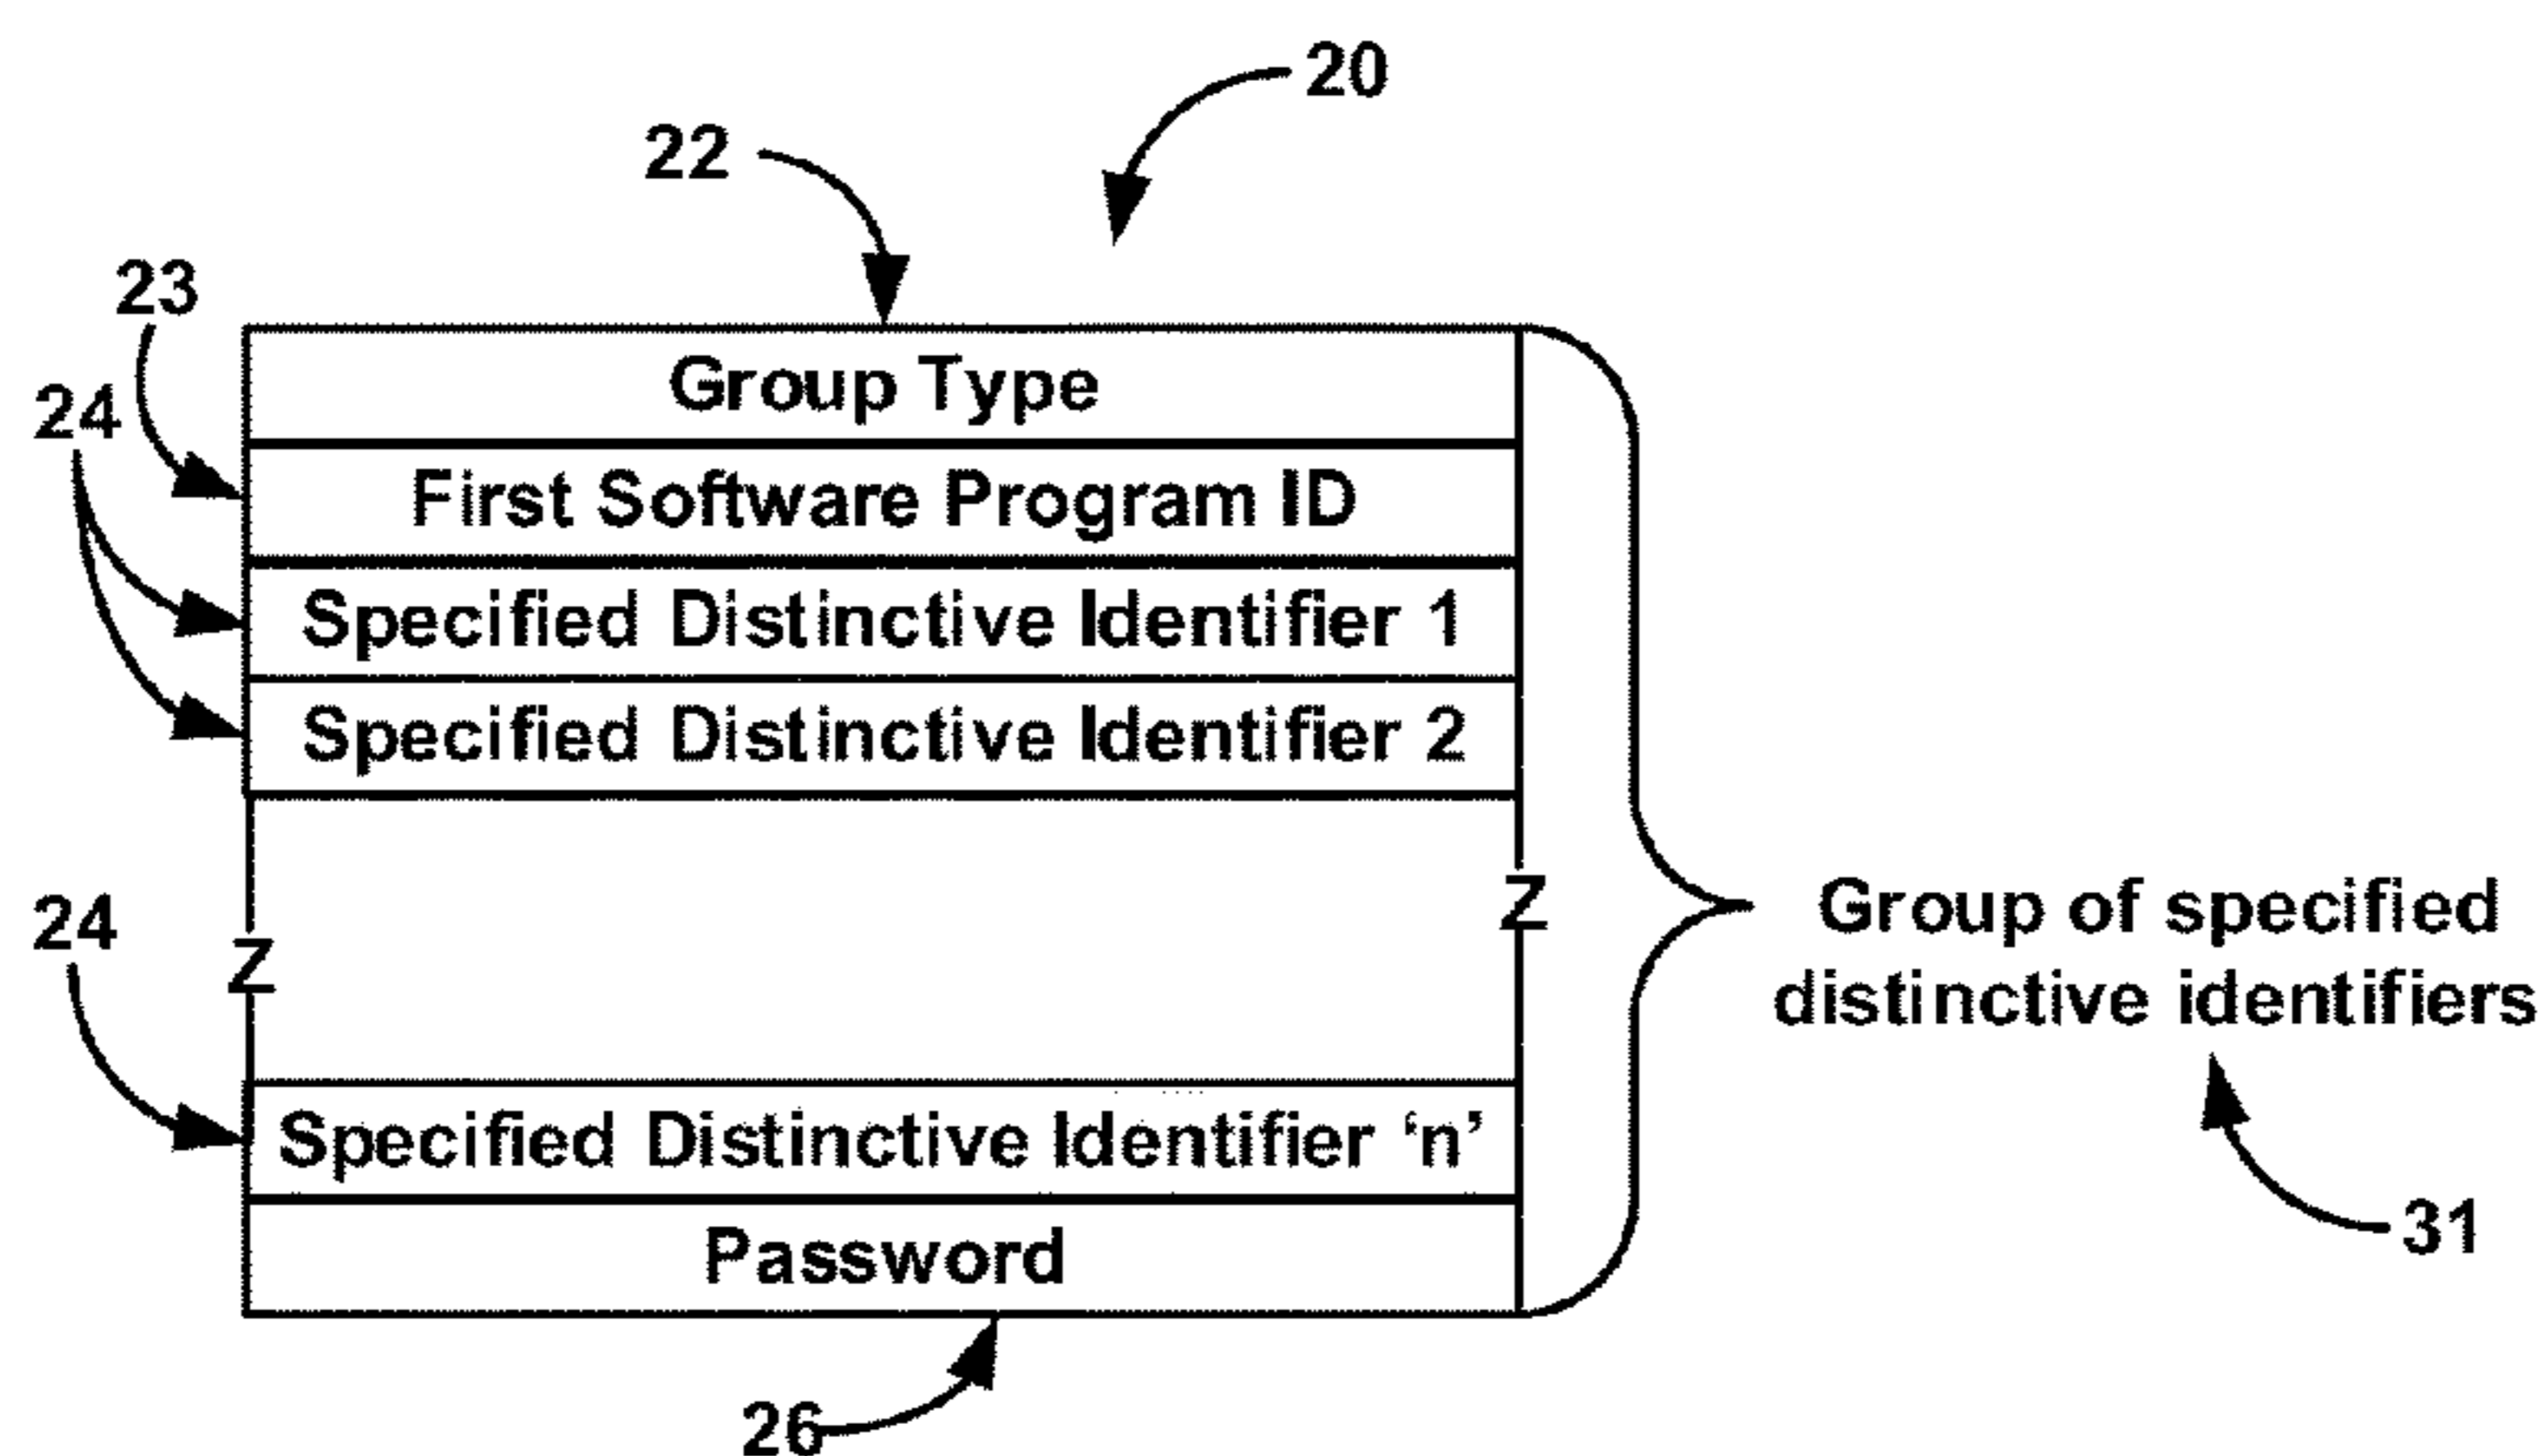 20
22
23
Group Type
24
First Software Program ID
Specified Distinctive Identifier 1
Specified Distinctive Identifier 2
Z
Z
24
Group of specified
distinctive identifiers
Specified Distinctive Identifier ‘n’
Password
31
26